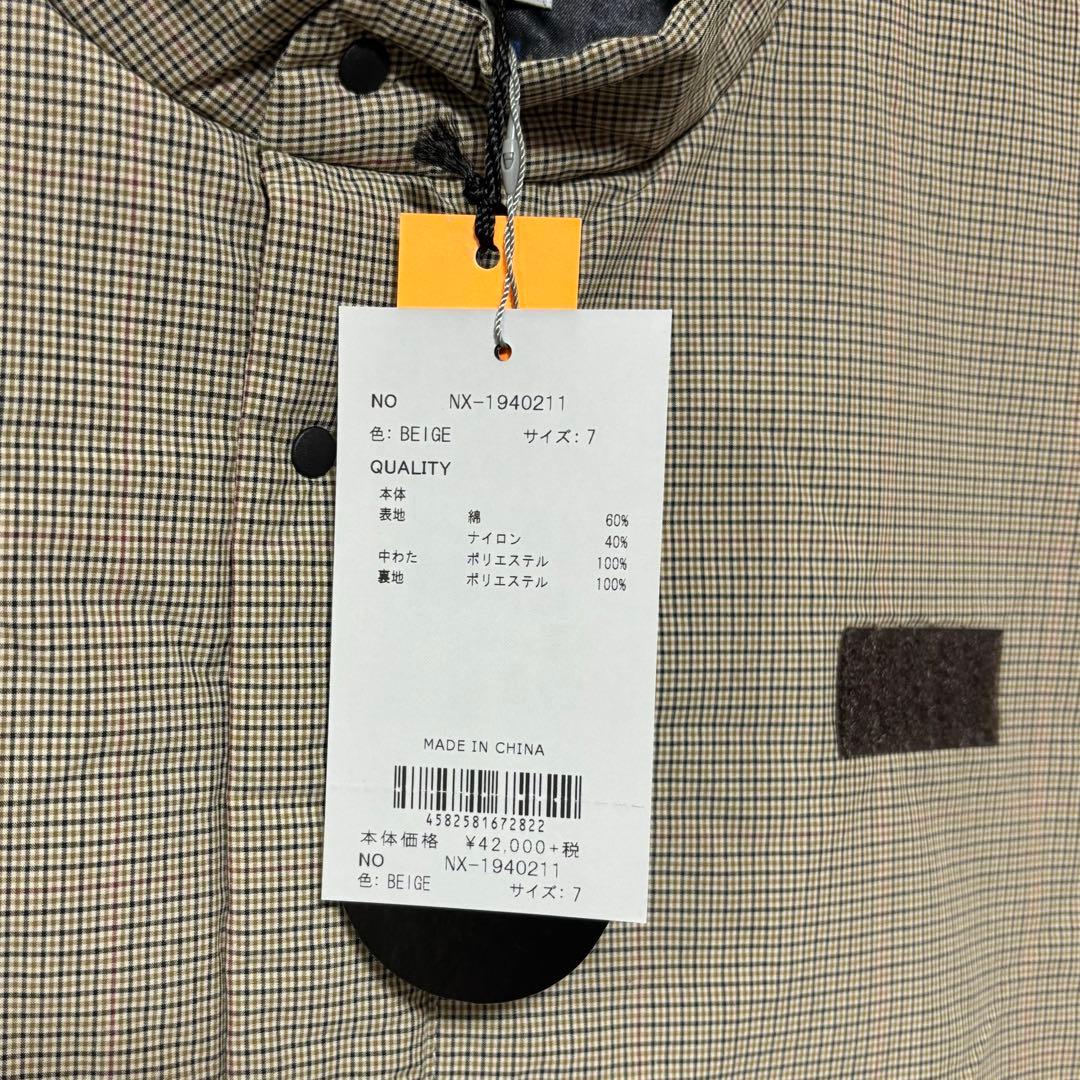 NO NX-1940211
色: BEIGE サイズ: 7
QUALITY
本体
表地 綿 60%
ナイロン 40%
中わた ポリエステル 100%
裏地 ポリエステル 100%
MADE IN CHINA
4582581672822
本体価格 ¥42,000+税
NO NX-1940211
色: BEIGE サイズ: 7